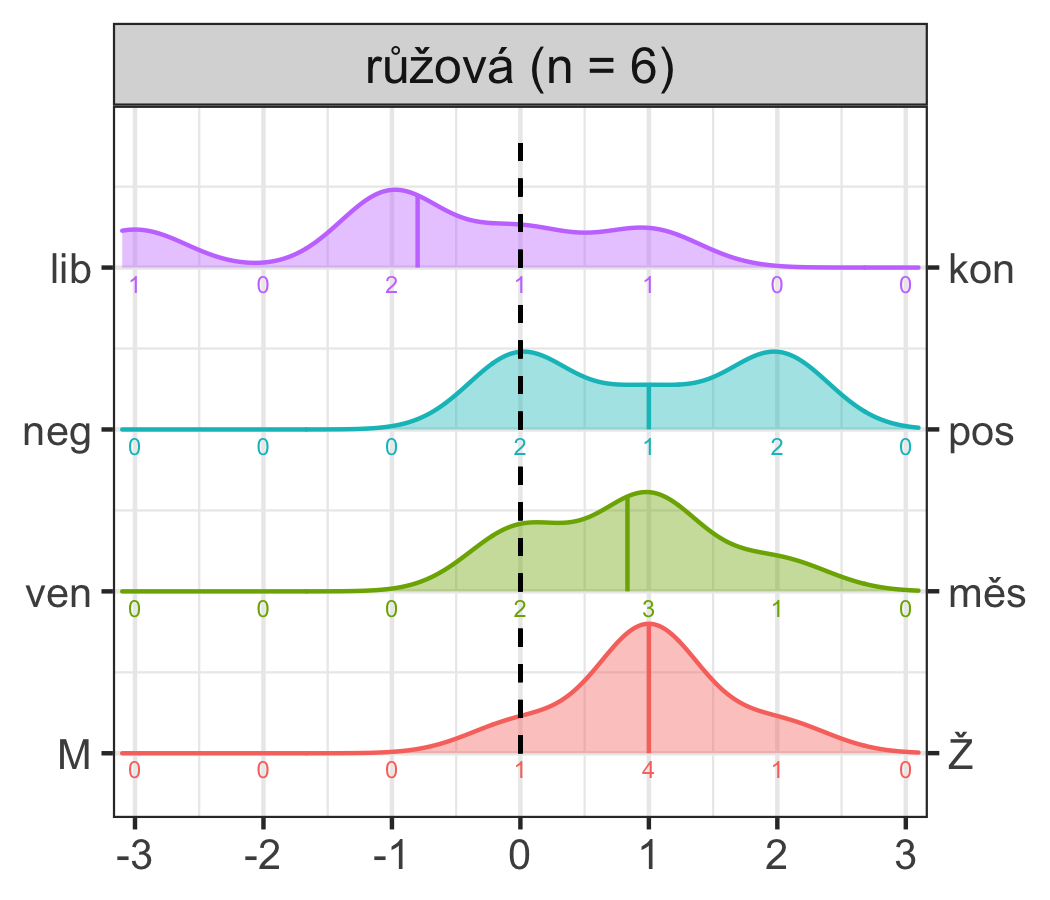 růžová (n = 6)
lib kon
1 0 2 1 1 0 0
neg pos
0 0 0 2 1 2 0
ven měs
0 0 0 2 3 1 0
M Ž
0 0 0 1 4 1 0
-3 -2 -1 0 1 2 3